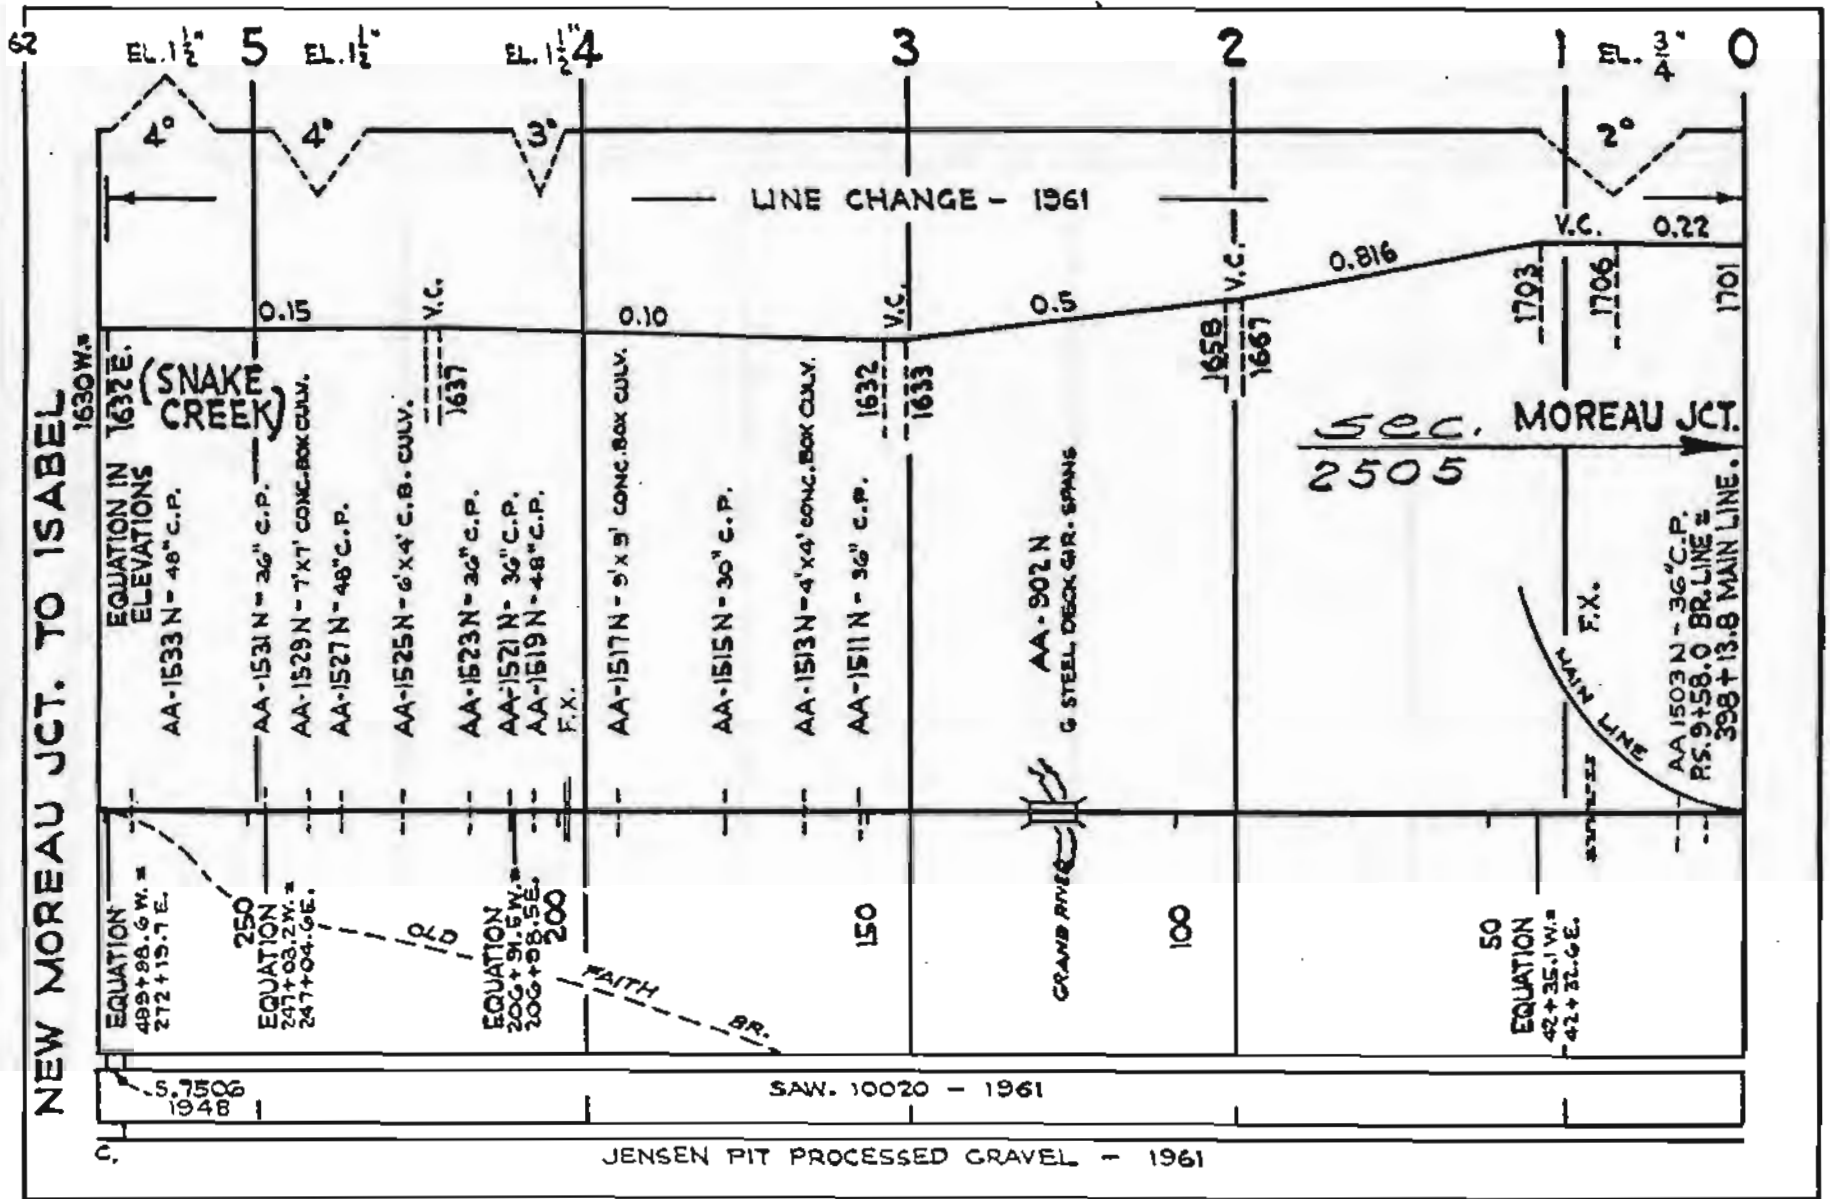 62
EL. 1 1/2" 5 EL. 1 1/2" EL. 1 1/2" 4 3 2 1 EL. 3/4" 0
4° 4° 3° 2°
LINE CHANGE - 1961
V.C. 0.22
0.816
V.C.
0.5
V.C.
0.10
V.C.
0.15
1630 W.=
1632 E.
1637
1632
1633
1658
1667
1703
1706
1701
(SNAKE
CREEK)
Sec.
2505
MOREAU JCT.
NEW MOREAU JCT. TO ISABEL
EQUATION IN
ELEVATIONS
AA-1533 N - 48" C.P.
AA-1531 N - 36" C.P.
AA-1529 N - 7'X7' CONC. BOX CULV.
AA-1527 N - 48" C.P.
AA-1525 N - 6'X4' C.B. CULV.
AA-1523 N - 36" C.P.
AA-1521 N - 36" C.P.
AA-1519 N - 48" C.P.
F.X.
AA-1517 N - 9'X9' CONC. BOX CULV.
AA-1515 N - 30" C.P.
AA-1513 N - 4'X4' CONC. BOX CULV.
AA-1511 N - 36" C.P.
AA-902 N
6 STEEL DECK GIR. SPANS
F.X.
MAIN LINE
AA 1503 N - 36" C.P.
P.S. 9+58.0 BR. LINE =
398+13.8 MAIN LINE.
EQUATION
489+98.6 W. =
272+19.7 E.
250
EQUATION
247+03.2 W. =
247+04.6 E.
OLD FAITH BR.
EQUATION
206+91.5 W. =
206+98.5 E.
200
150
GRAND RIVER
100
50
EQUATION
42+35.1 W. =
42+32.6 E.
S. 7506
1948
SAW. 10020 - 1961
C.
JENSEN PIT PROCESSED GRAVEL - 1961